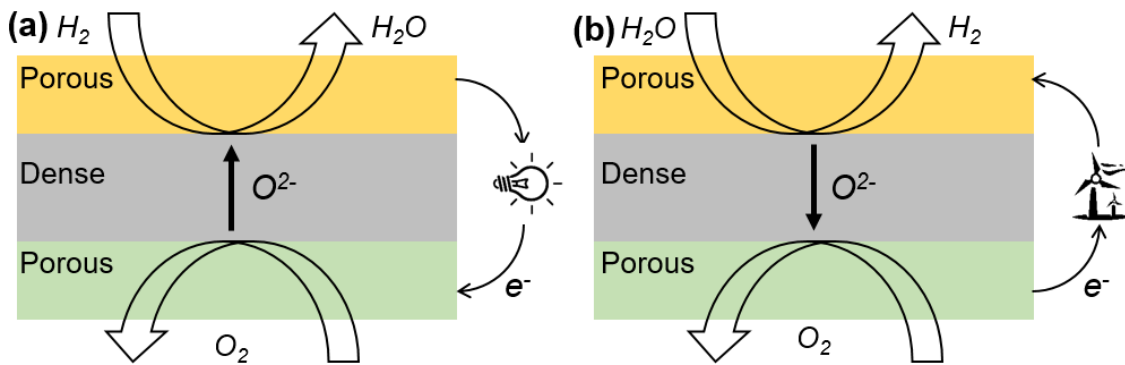 (a) H₂ H₂O
Porous
Dense
O²⁻
Porous
e⁻
O₂
(b) H₂O H₂
Porous
Dense
O²⁻
Porous
e⁻
O₂